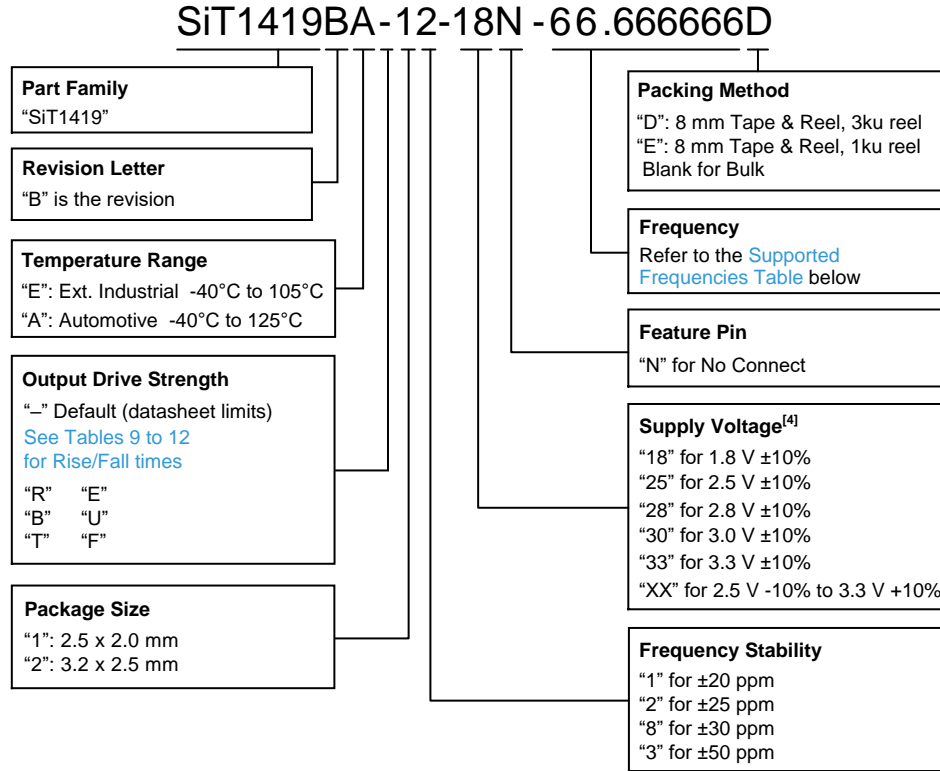 SiT1419BA-12-18N-66.666666D
Part Family
“SiT1419”
Revision Letter
“B” is the revision
Temperature Range
“E”: Ext. Industrial -40°C to 105°C
“A”: Automotive -40°C to 125°C
Output Drive Strength
“–” Default (datasheet limits)
See Tables 9 to 12
for Rise/Fall times
“R” “E”
“B” “U”
“T” “F”
Package Size
“1”: 2.5 x 2.0 mm
“2”: 3.2 x 2.5 mm
Packing Method
“D”: 8 mm Tape & Reel, 3ku reel
“E”: 8 mm Tape & Reel, 1ku reel
Blank for Bulk
Frequency
Refer to the Supported
Frequencies Table below
Feature Pin
“N” for No Connect
Supply Voltage[4]
“18” for 1.8 V ±10%
“25” for 2.5 V ±10%
“28” for 2.8 V ±10%
“30” for 3.0 V ±10%
“33” for 3.3 V ±10%
“XX” for 2.5 V -10% to 3.3 V +10%
Frequency Stability
“1” for ±20 ppm
“2” for ±25 ppm
“8” for ±30 ppm
“3” for ±50 ppm